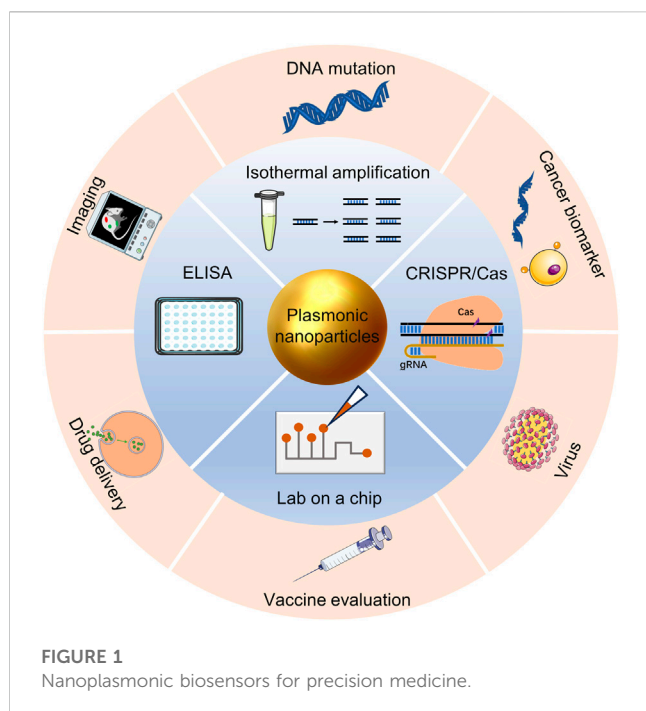 DNA mutation
Imaging
Cancer biomarker
Isothermal amplification
ELISA
CRISPR/Cas
Plasmonic
nanoparticles
Cas
gRNA
Drug delivery
Virus
Lab on a chip
Vaccine evaluation
FIGURE 1
Nanoplasmonic biosensors for precision medicine.